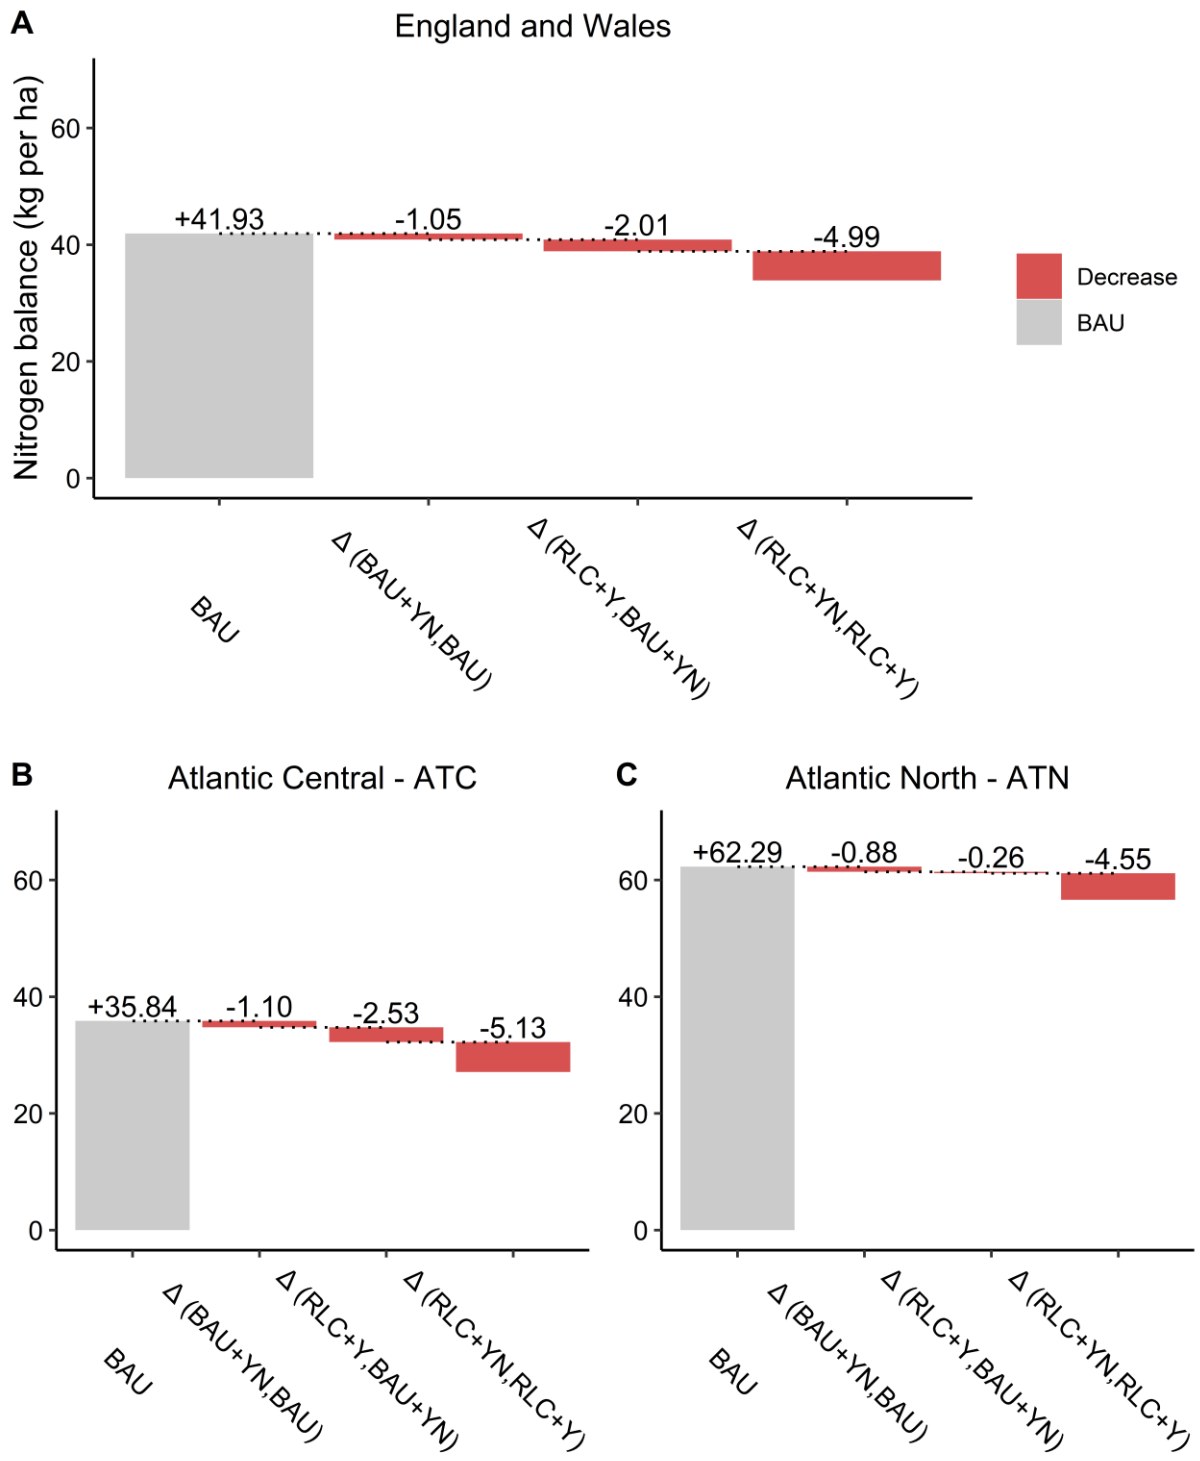 A
England and Wales
Nitrogen balance (kg per ha)
60
40
20
0
+41.93
-1.05
-2.01
-4.99
Decrease
BAU
BAU
Δ (BAU+YN,BAU)
Δ (RLC+Y,BAU+YN)
Δ (RLC+YN,RLC+Y)
B
Atlantic Central - ATC
60
40
20
0
+35.84
-1.10
-2.53
-5.13
BAU
Δ (BAU+YN,BAU)
Δ (RLC+Y,BAU+YN)
Δ (RLC+YN,RLC+Y)
C
Atlantic North - ATN
60
40
20
0
+62.29
-0.88
-0.26
-4.55
BAU
Δ (BAU+YN,BAU)
Δ (RLC+Y,BAU+YN)
Δ (RLC+YN,RLC+Y)